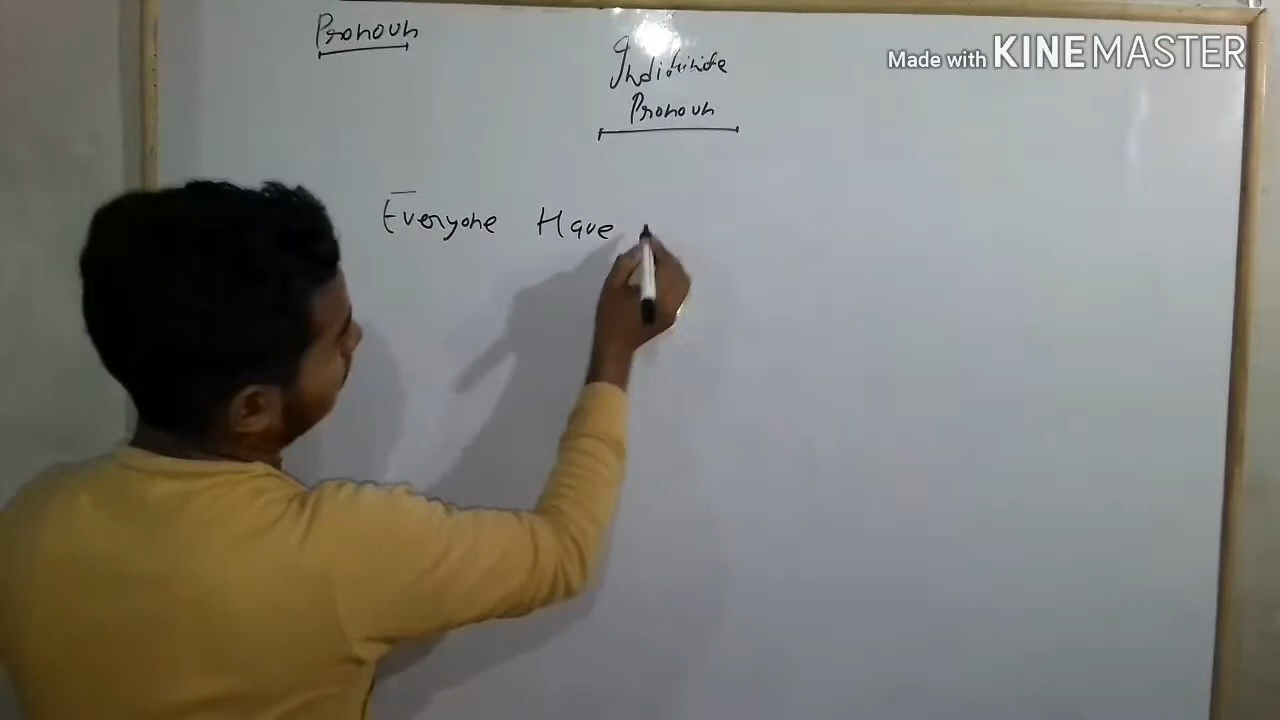 Pronoun
Made with KINEMASTER
Indifinite
Pronoun
Everyone Have